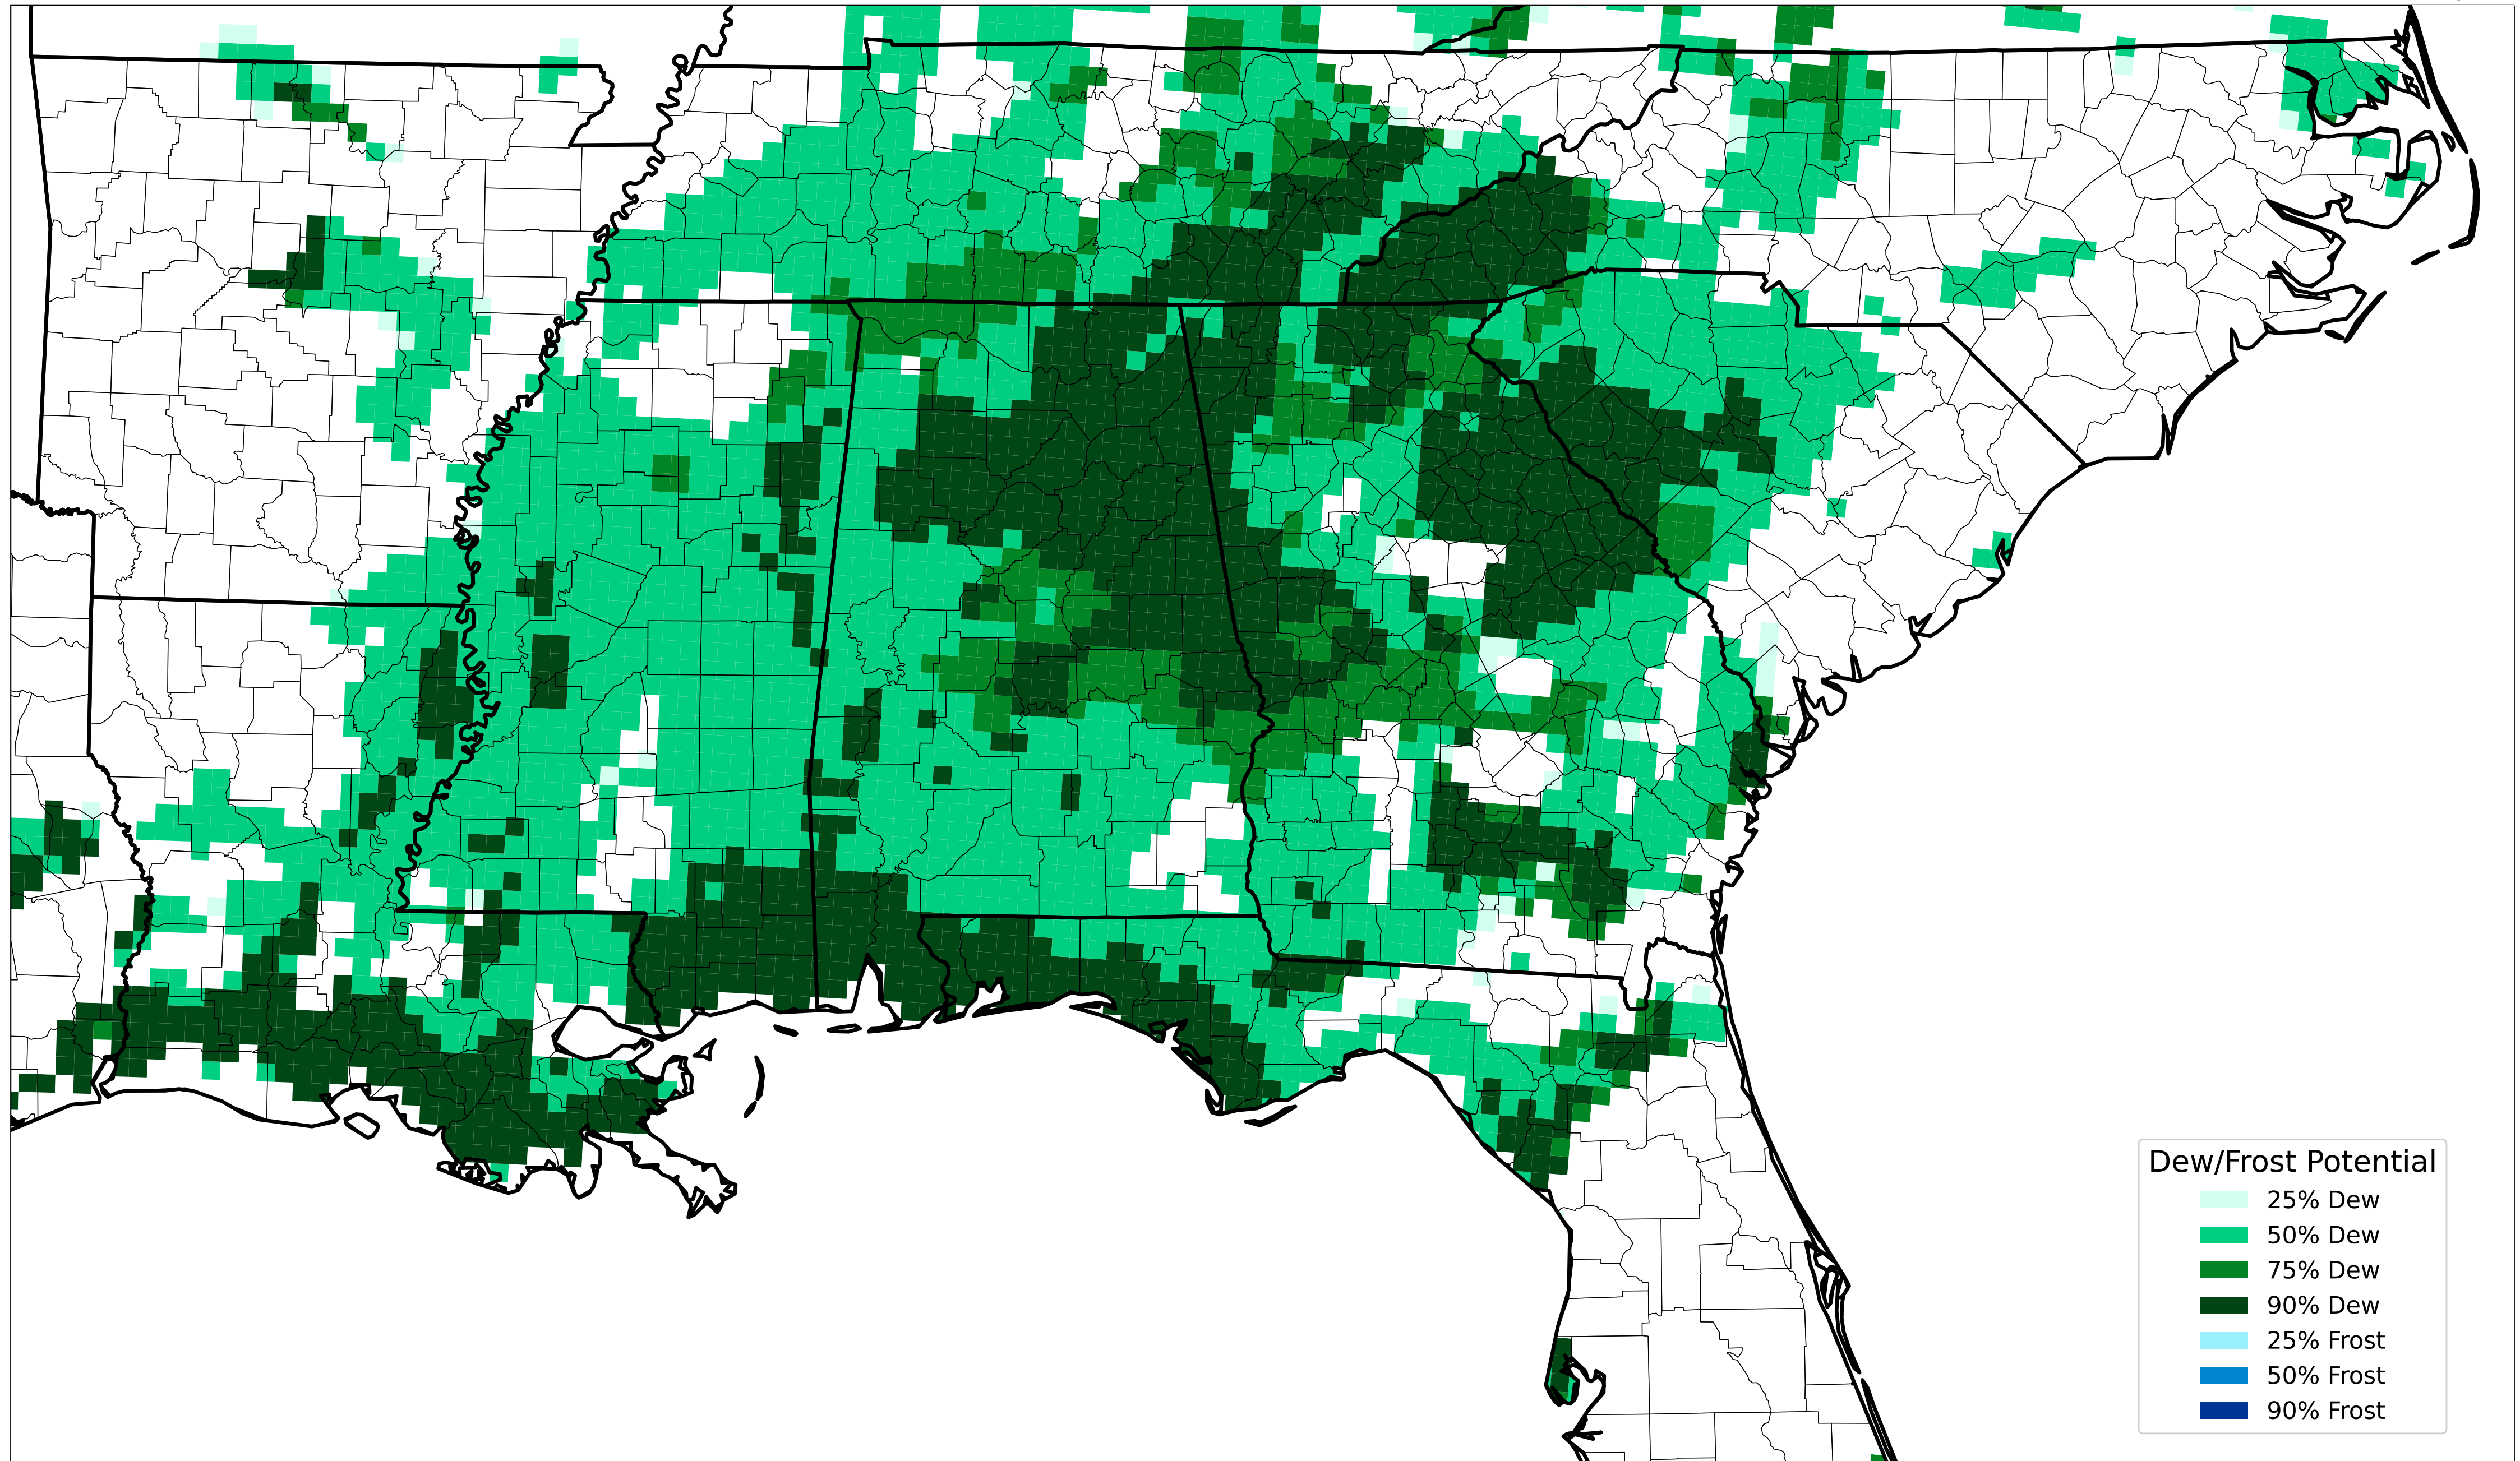 Dew/Frost Potential
25% Dew
50% Dew
75% Dew
90% Dew
25% Frost
50% Frost
90% Frost